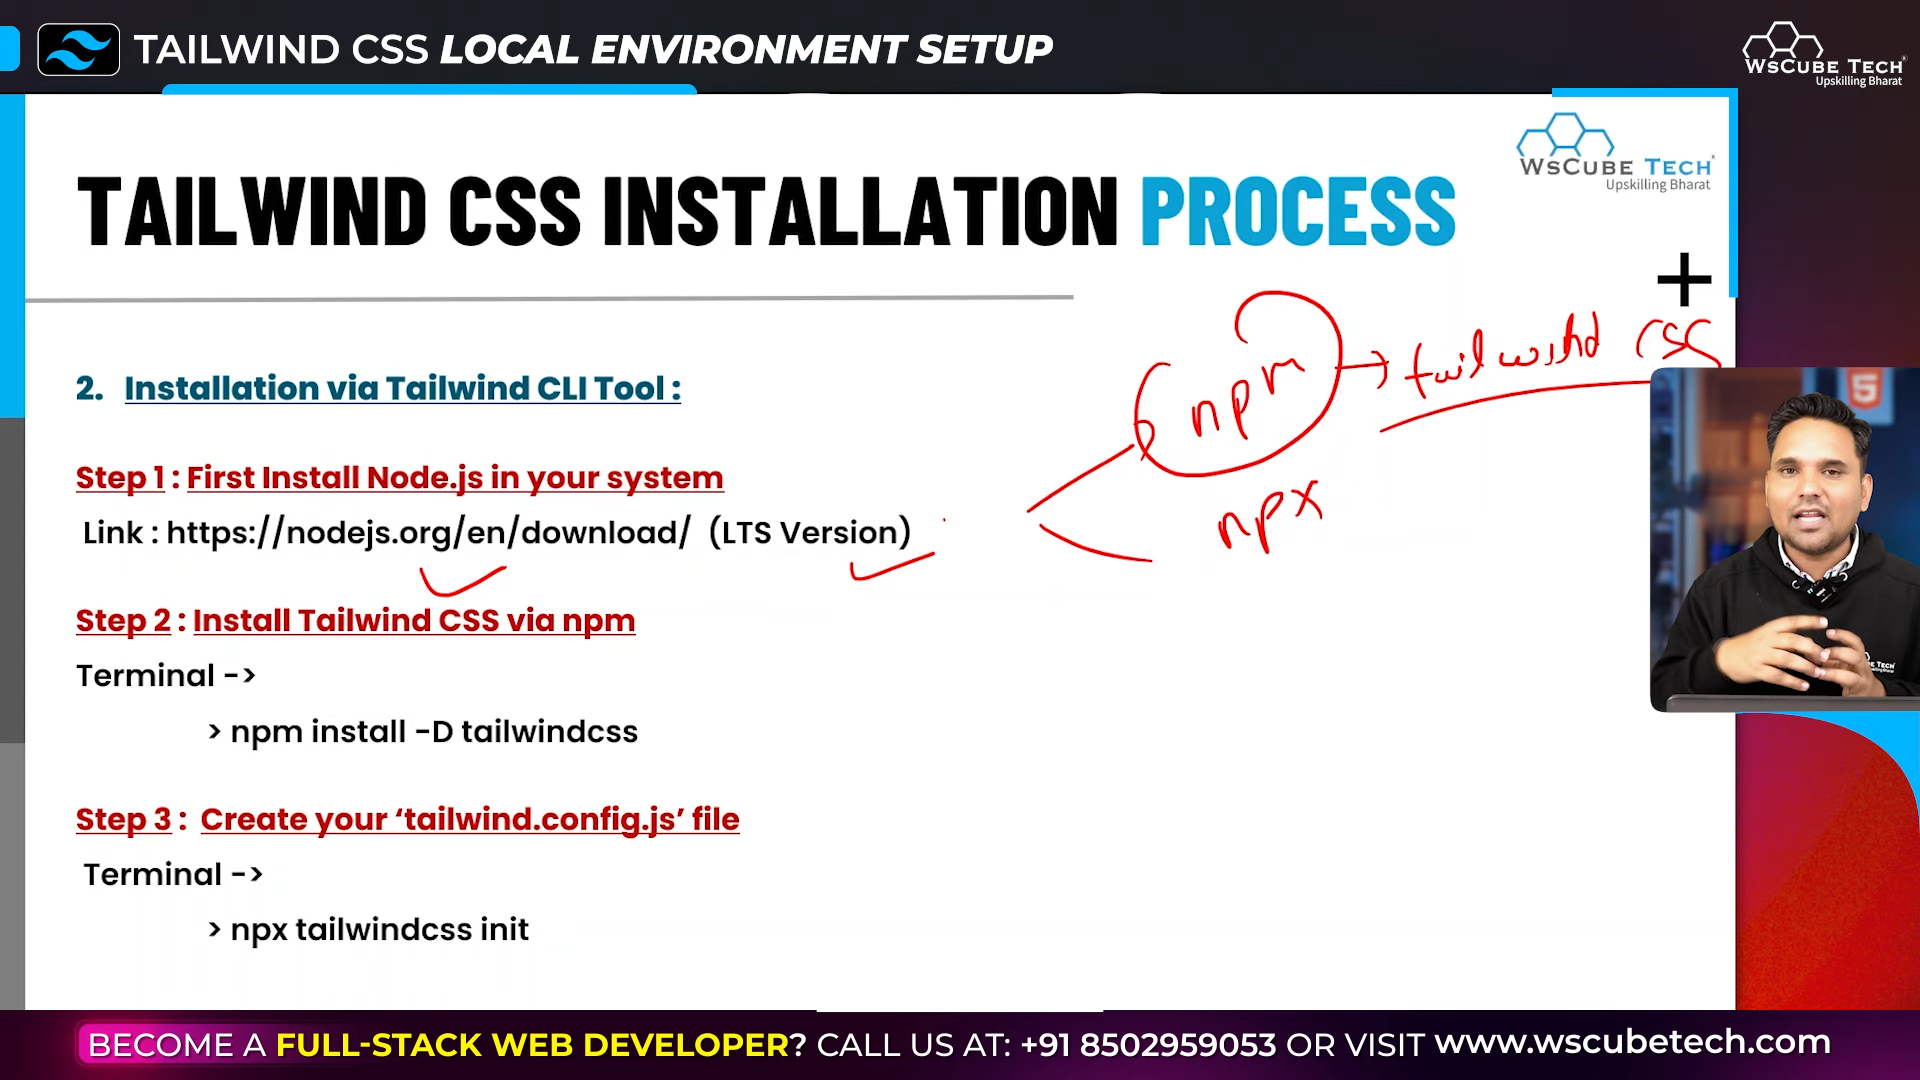 TAILWIND CSS LOCAL ENVIRONMENT SETUP
WsCube Tech
Upskilling Bharat
WsCube Tech
Upskilling Bharat
TAILWIND CSS INSTALLATION PROCESS
+
npm → tailwind css
2. Installation via Tailwind CLI Tool :
5
Step 1 : First Install Node.js in your system
npx
Link : https://nodejs.org/en/download/ (LTS Version)
Step 2 : Install Tailwind CSS via npm
Terminal ->
> npm install -D tailwindcss
Step 3 : Create your ‘tailwind.config.js’ file
Terminal ->
> npx tailwindcss init
BECOME A FULL-STACK WEB DEVELOPER? CALL US AT: +91 8502959053 OR VISIT www.wscubetech.com